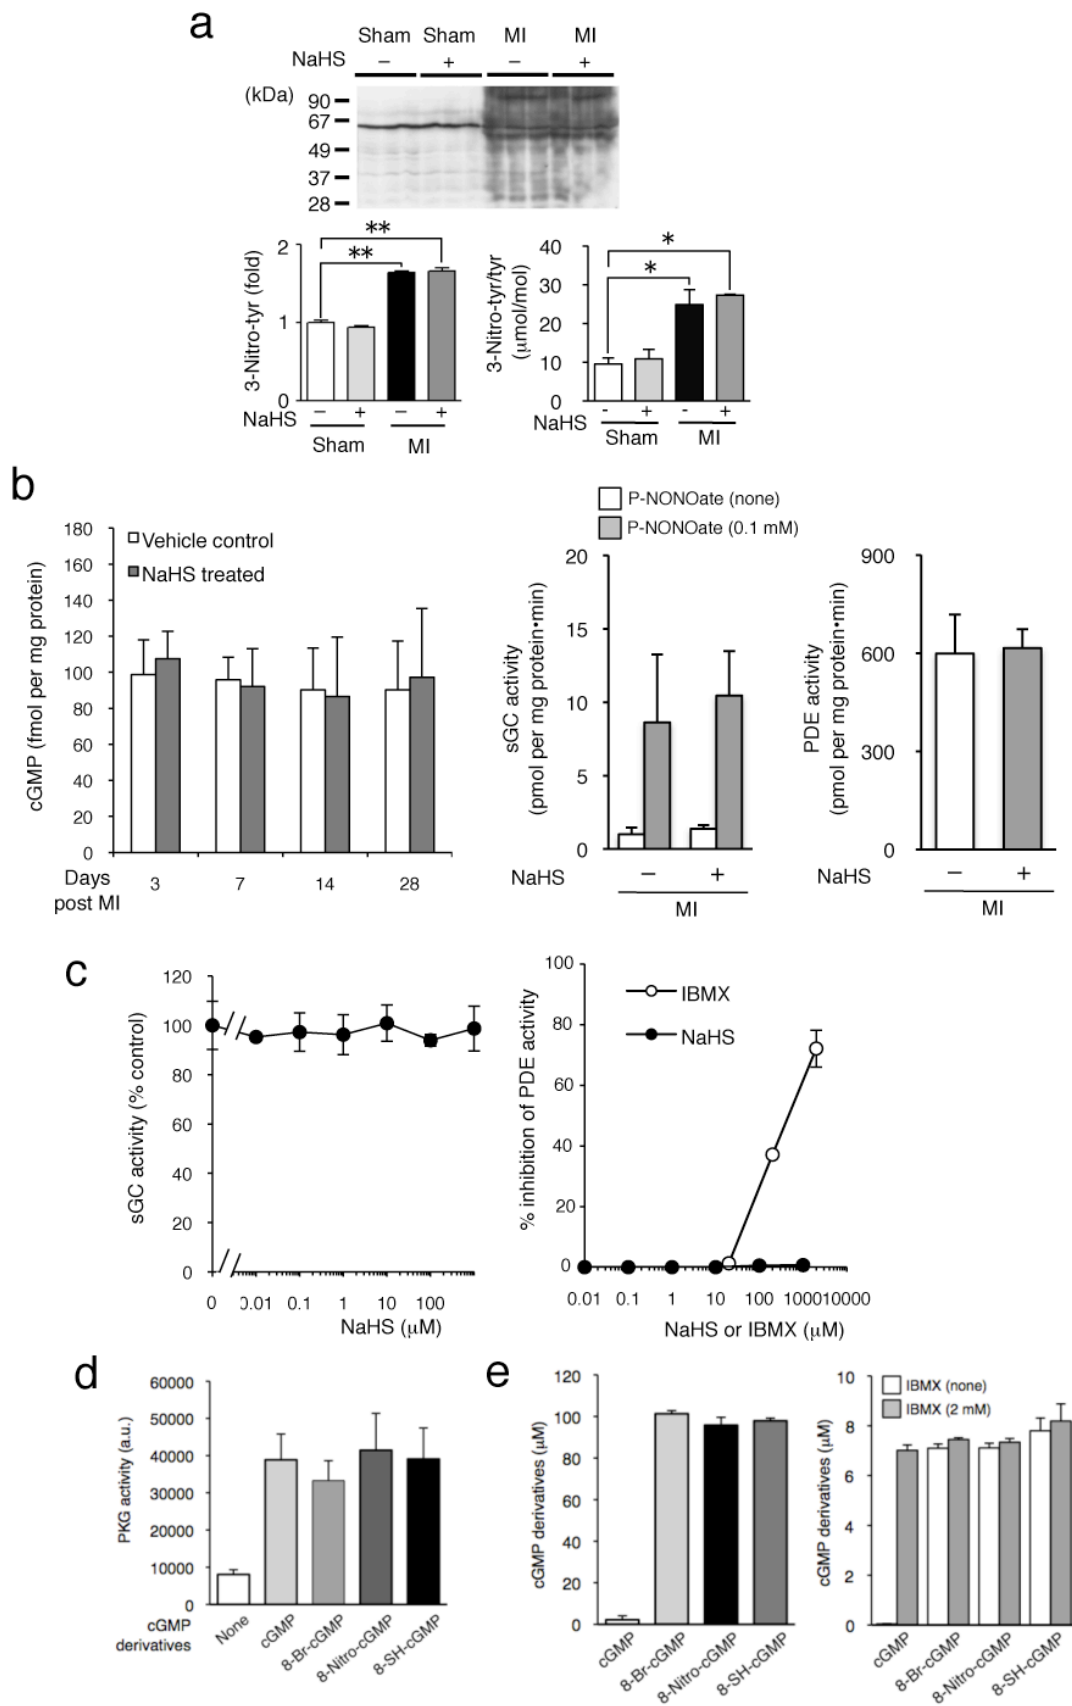 a
Sham Sham MI MI
NaHS – + – +
(kDa)
90
67
49
37
28
** **
3-Nitro-tyr (fold)
2
1
0
NaHS – + – +
Sham MI
* *
3-Nitro-tyr/tyr
(μmol/mol)
40
30
20
10
0
NaHS - + - +
Sham MI
b
cGMP (fmol per mg protein)
180
160
140
120
100
80
60
40
20
0
Vehicle control
NaHS treated
Days
post MI
3 7 14 28
P-NONOate (none)
P-NONOate (0.1 mM)
sGC activity
(pmol per mg protein•min)
20
15
10
5
0
NaHS – +
MI
PDE activity
(pmol per mg protein•min)
900
600
300
0
NaHS – +
MI
c
sGC activity (% control)
120
100
80
60
40
20
0
0 0.01 0.1 1 10 100
NaHS (μM)
% inhibition of PDE activity
100
80
60
40
20
0
IBMX
NaHS
0.01 0.1 1 10 100 1000 10000
NaHS or IBMX (μM)
d
PKG activity (a.u.)
60000
50000
40000
30000
20000
10000
0
cGMP
derivatives
None
cGMP
8-Br-cGMP
8-Nitro-cGMP
8-SH-cGMP
e
cGMP derivatives (μM)
120
100
80
60
40
20
0
cGMP
8-Br-cGMP
8-Nitro-cGMP
8-SH-cGMP
cGMP derivatives (μM)
10
8
6
4
2
0
IBMX (none)
IBMX (2 mM)
cGMP
8-Br-cGMP
8-Nitro-cGMP
8-SH-cGMP